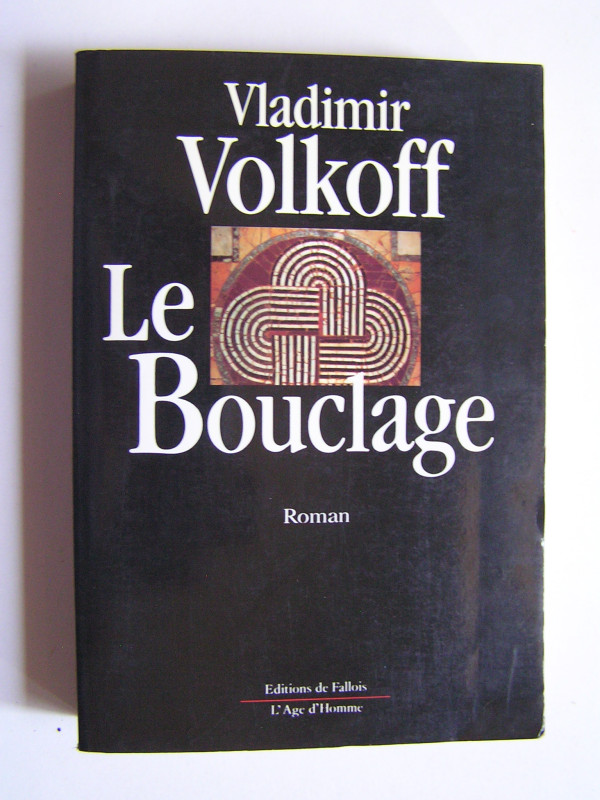 Vladimir
Volkoff
Le
Bouclage
Roman
Editions de Fallois
L'Age d'Homme